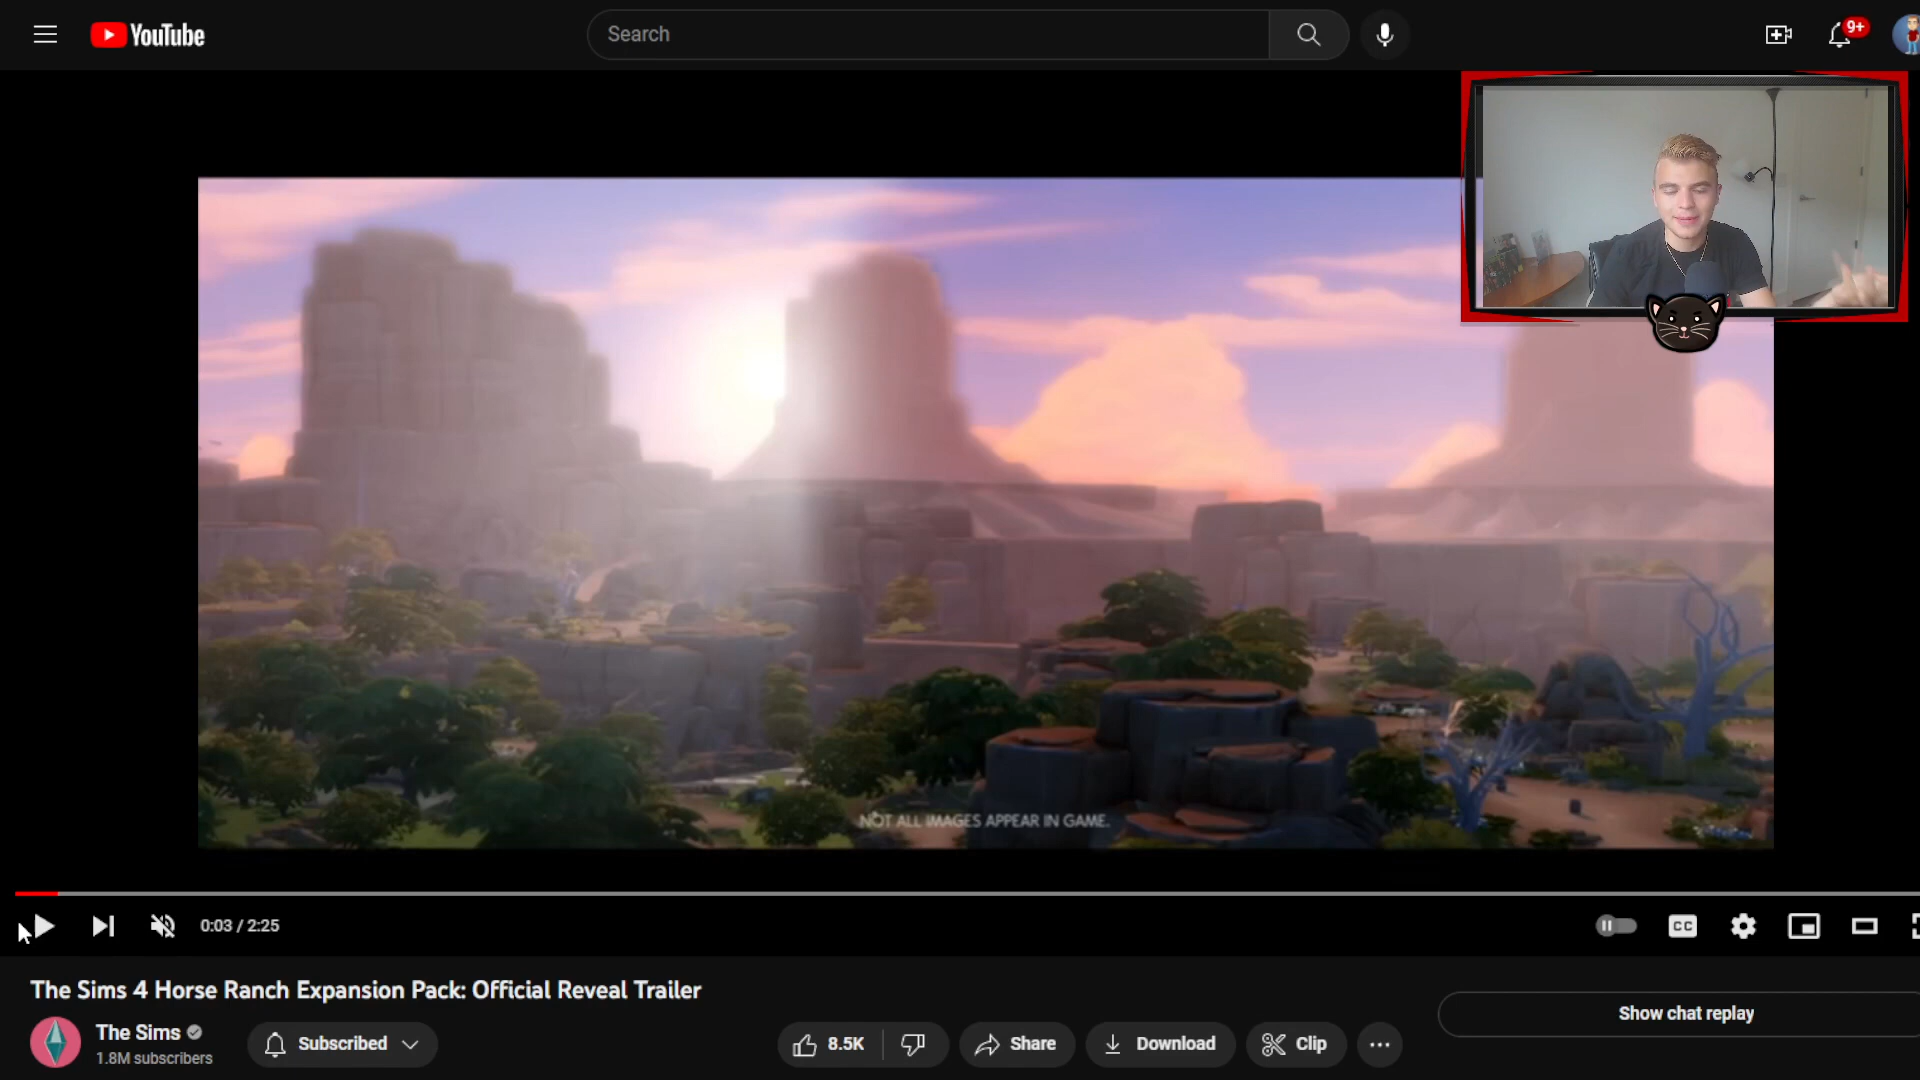 YouTube
Search
9+
NOT ALL IMAGES APPEAR IN GAME.
0:03 / 2:25
CC
The Sims 4 Horse Ranch Expansion Pack: Official Reveal Trailer
The Sims
1.8M subscribers
Subscribed
8.5K
Share
Download
Clip
Show chat replay